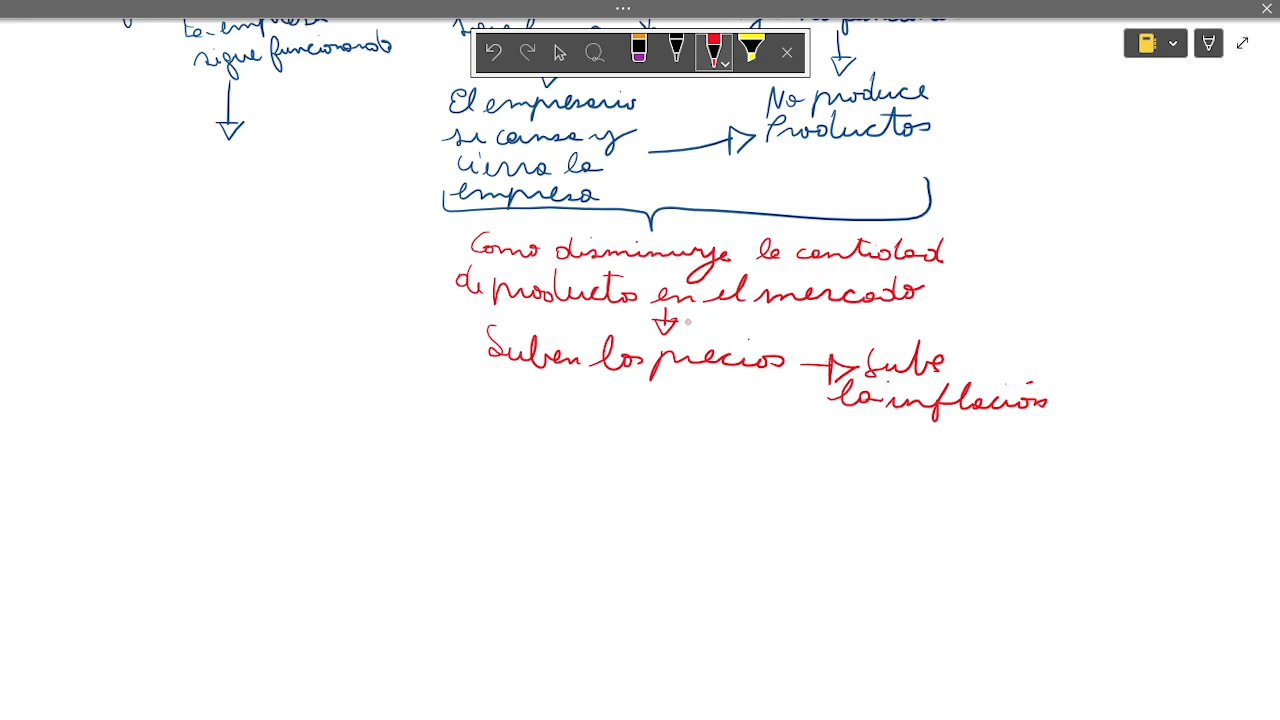 sigue funcionando
El empresario
se cansa y
cierra la
empresa
No produce
Productos
Como disminuye la cantidad
de productos en el mercado
Suben los precios → Sube
la inflación